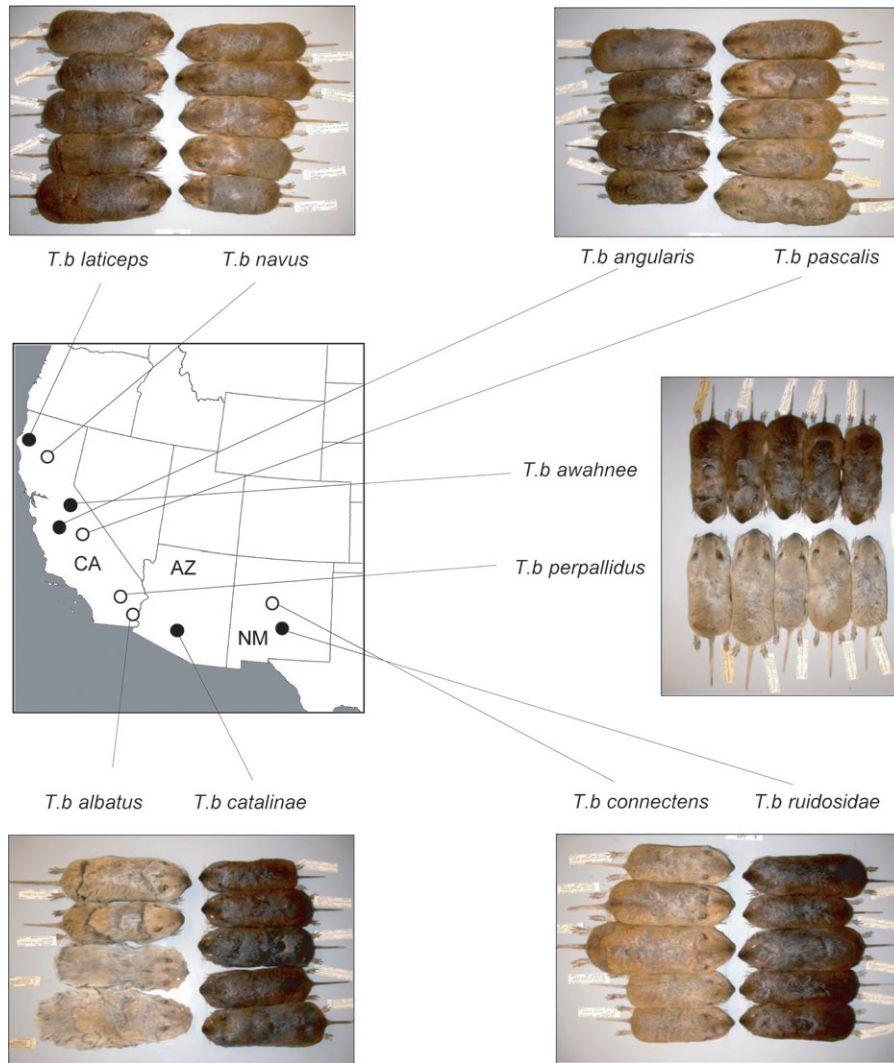 T.b laticeps
T.b navus
T.b angularis
T.b pascalis
T.b awahnee
CA
AZ
T.b perpallidus
NM
T.b albatus
T.b catalinae
T.b connectens
T.b ruidosidae